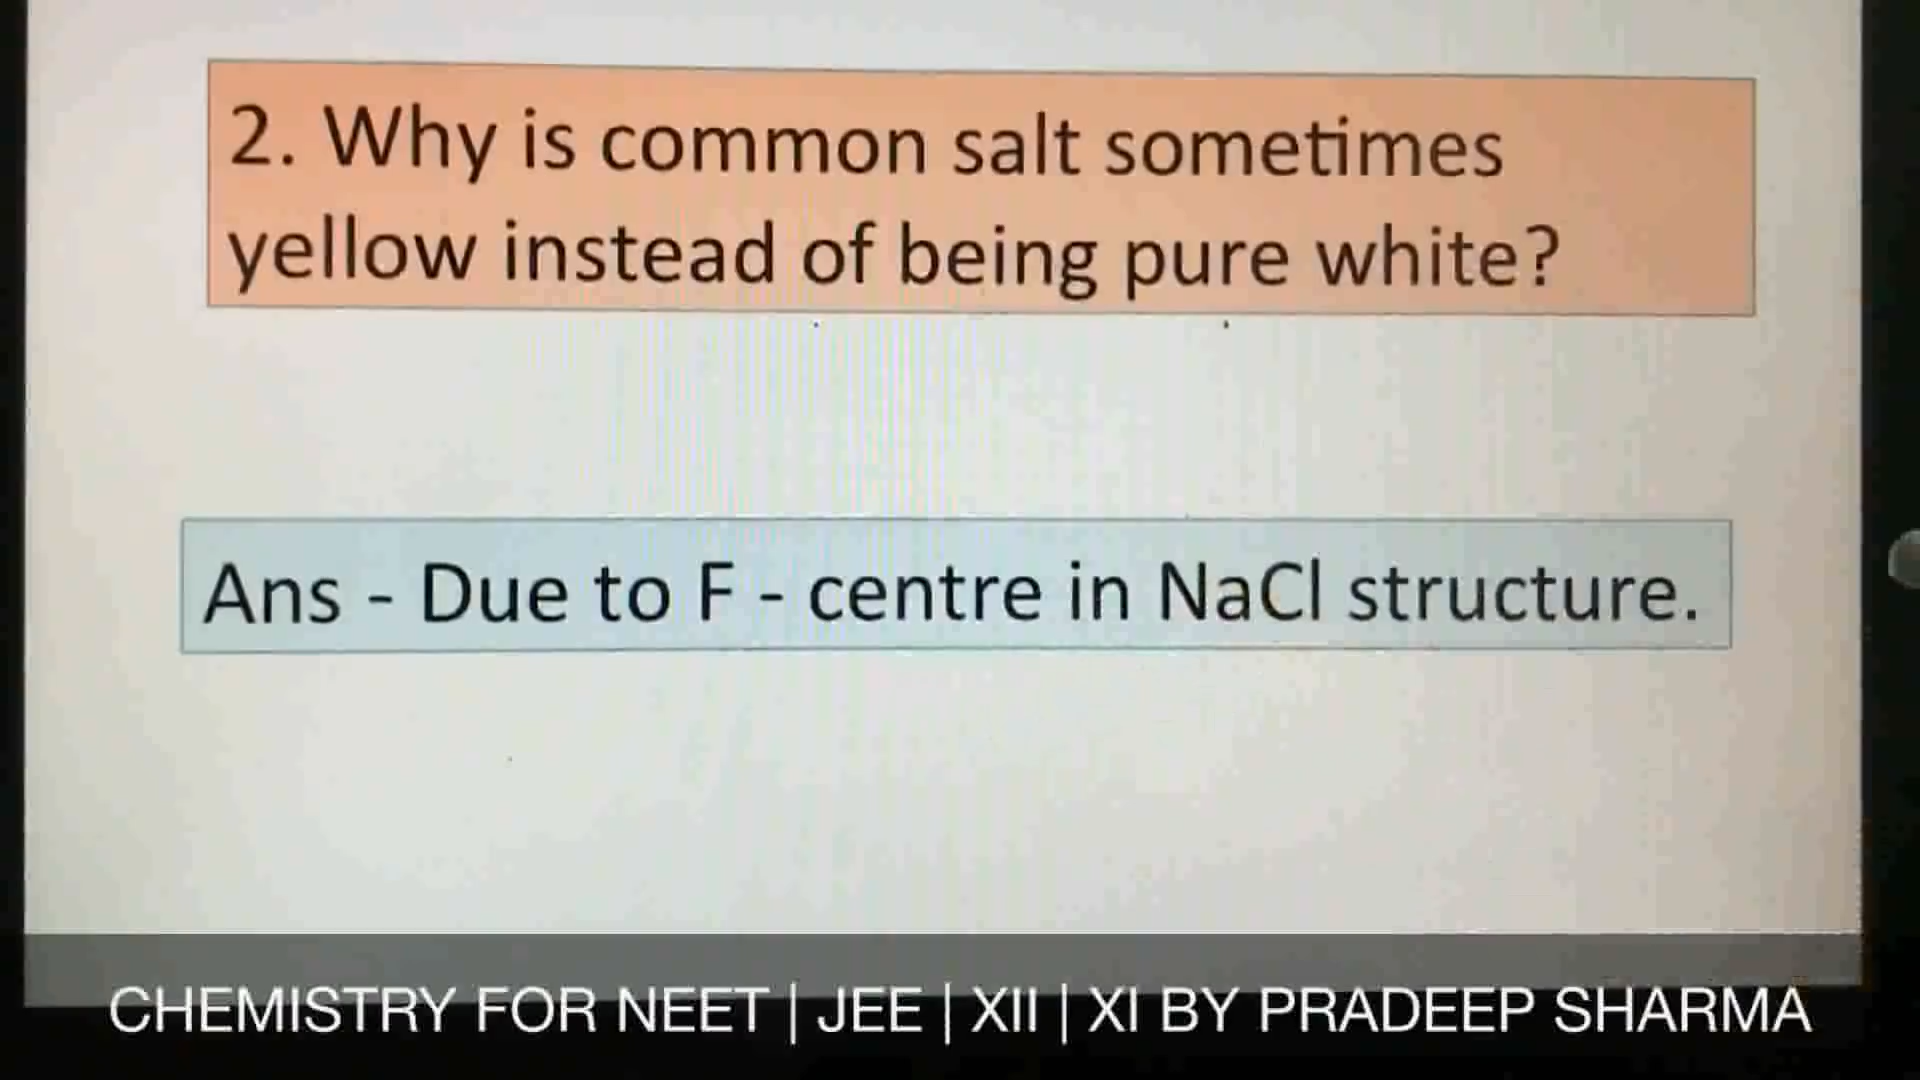 2. Why is common salt sometimes
yellow instead of being pure white?
Ans - Due to F - centre in NaCl structure.
CHEMISTRY FOR NEET | JEE | XII | XI BY PRADEEP SHARMA